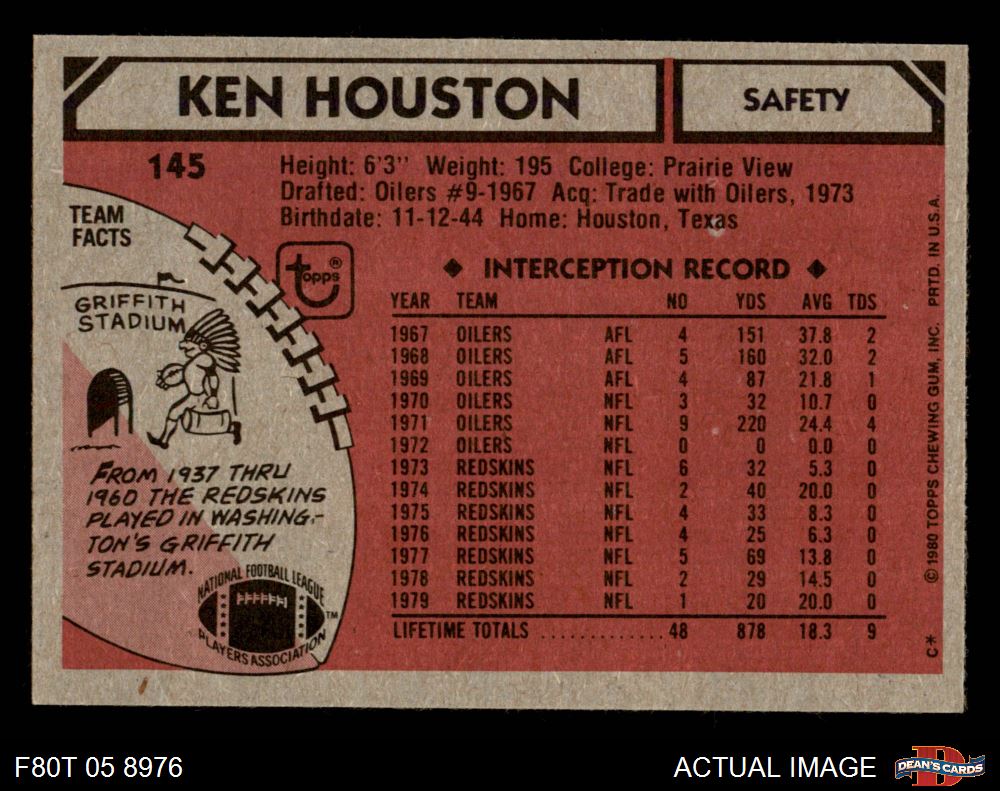 KEN HOUSTON
SAFETY
145
Height: 6'3" Weight: 195 College: Prairie View
Drafted: Oilers #9-1967 Acq: Trade with Oilers, 1973
Birthdate: 11-12-44 Home: Houston, Texas
TEAM
FACTS
topps®
GRIFFITH
STADIUM
FROM 1937 THRU
1960 THE REDSKINS
PLAYED IN WASHING-
TON'S GRIFFITH
STADIUM.
NATIONAL FOOTBALL LEAGUE
PLAYERS ASSOCIATION
TM
◆ INTERCEPTION RECORD ◆
YEAR TEAM NO YDS AVG TDS
1967 OILERS AFL 4 151 37.8 2
1968 OILERS AFL 5 160 32.0 2
1969 OILERS AFL 4 87 21.8 1
1970 OILERS NFL 3 32 10.7 0
1971 OILERS NFL 9 220 24.4 4
1972 OILERS NFL 0 0 0.0 0
1973 REDSKINS NFL 6 32 5.3 0
1974 REDSKINS NFL 2 40 20.0 0
1975 REDSKINS NFL 4 33 8.3 0
1976 REDSKINS NFL 4 25 6.3 0
1977 REDSKINS NFL 5 69 13.8 0
1978 REDSKINS NFL 2 29 14.5 0
1979 REDSKINS NFL 1 20 20.0 0
LIFETIME TOTALS ............. 48 878 18.3 9
C* © 1980 TOPPS CHEWING GUM, INC. PRTD. IN U.S.A.
F80T 05 8976
ACTUAL IMAGE
D
DEAN'S CARDS